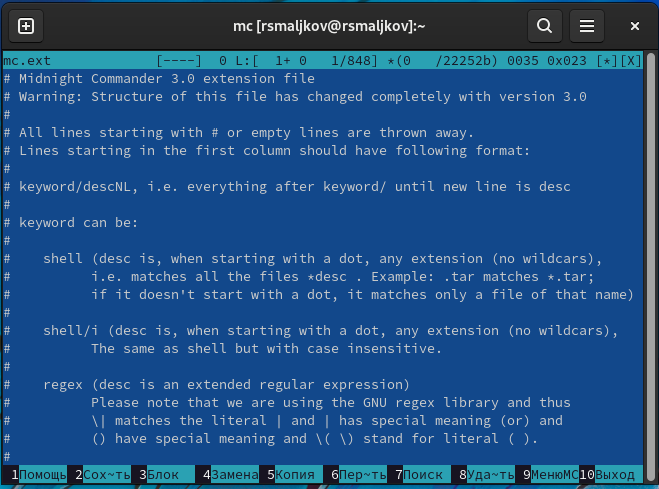 mc [rsmaljkov@rsmaljkov]:~
mc.ext [----] 0 L:[ 1+ 0 1/848] *(0 /22252b) 0035 0x023 [*][X]
# Midnight Commander 3.0 extension file
# Warning: Structure of this file has changed completely with version 3.0
#
# All lines starting with # or empty lines are thrown away.
# Lines starting in the first column should have following format:
#
# keyword/descNL, i.e. everything after keyword/ until new line is desc
#
# keyword can be:
#
# shell (desc is, when starting with a dot, any extension (no wildcars),
# i.e. matches all the files *desc . Example: .tar matches *.tar;
# if it doesn't start with a dot, it matches only a file of that name)
#
# shell/i (desc is, when starting with a dot, any extension (no wildcars),
# The same as shell but with case insensitive.
#
# regex (desc is an extended regular expression)
# Please note that we are using the GNU regex library and thus
# \| matches the literal | and | has special meaning (or) and
# () have special meaning and \( \) stand for literal ( ).
#
1Помощь 2Сох~ть 3Блок 4Замена 5Копия 6Пер~ть 7Поиск 8Уда~ть 9МенюMC 10Выход